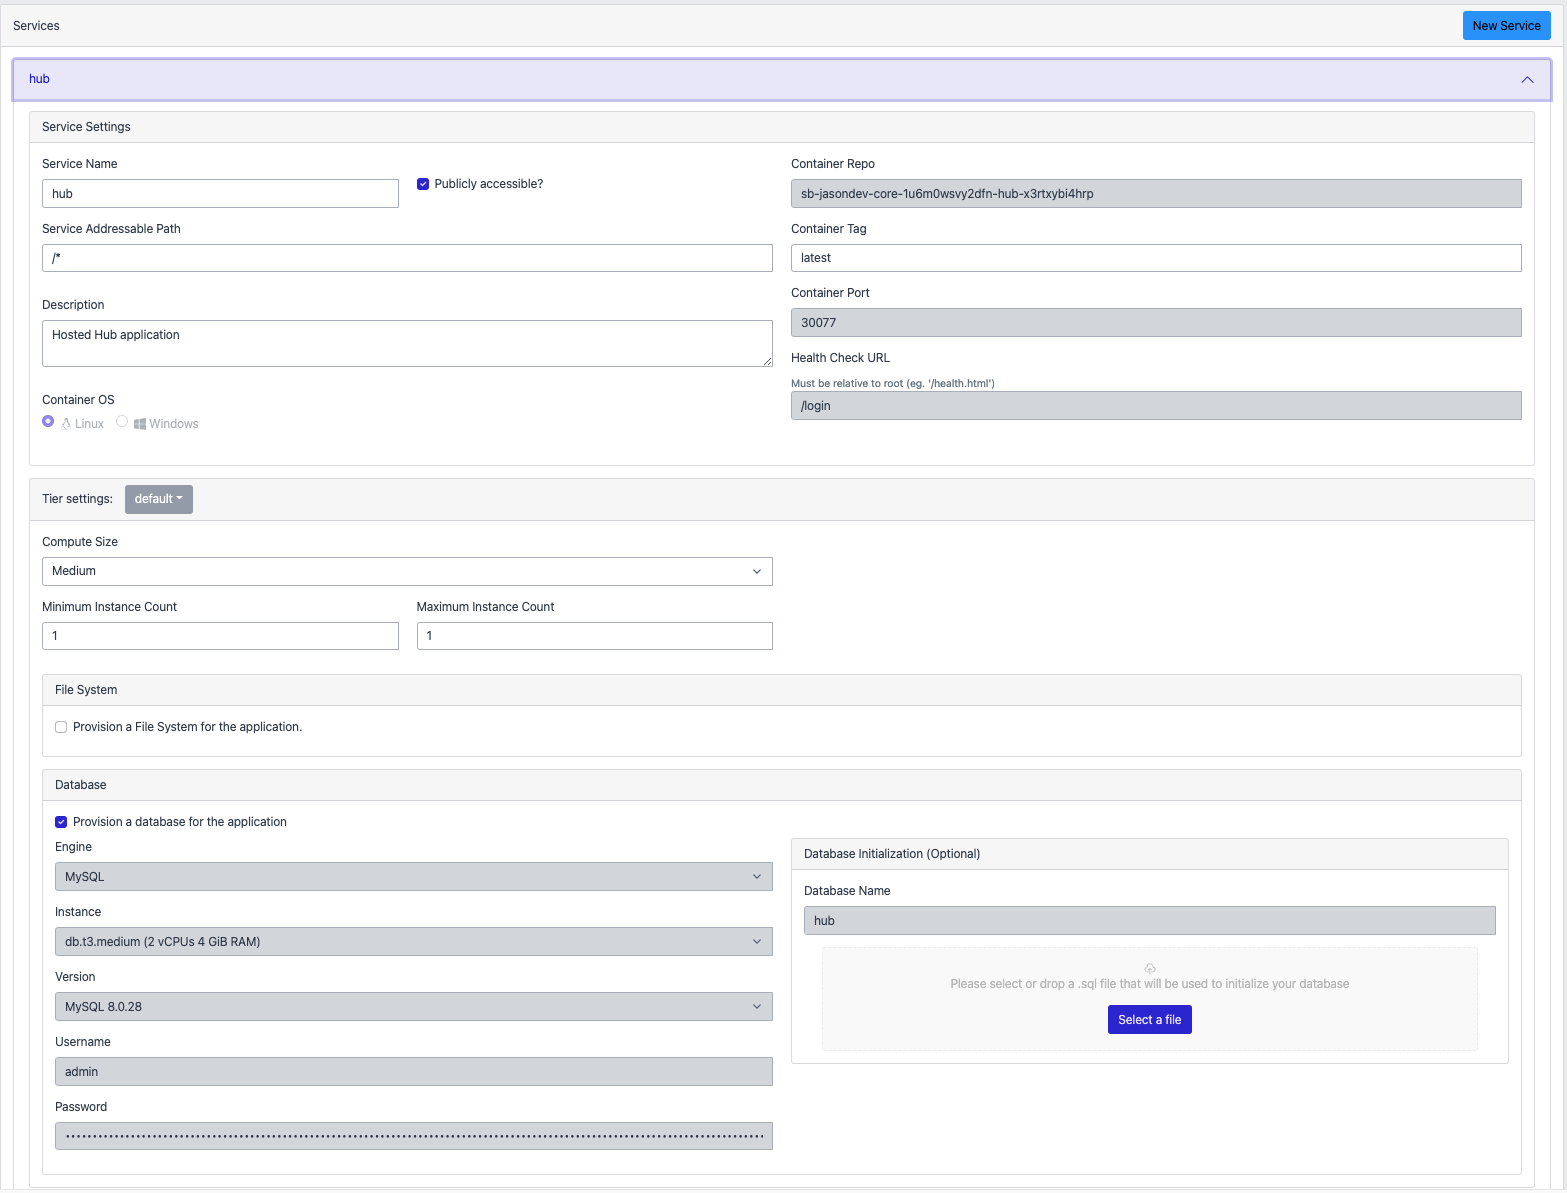 Services
New Service
hub
Service Settings
Service Name
hub
Publicly accessible?
Service Addressable Path
/*
Description
Hosted Hub application
Container OS
Linux
Windows
Container Repo
sb-jasondev-core-1u6m0wsvy2dfn-hub-x3rtxybi4hrp
Container Tag
latest
Container Port
30077
Health Check URL
Must be relative to root (eg. '/health.html')
/login
Tier settings:
default
Compute Size
Medium
Minimum Instance Count
1
Maximum Instance Count
1
File System
Provision a File System for the application.
Database
Provision a database for the application
Engine
MySQL
Instance
db.t3.medium (2 vCPUs 4 GiB RAM)
Version
MySQL 8.0.28
Username
admin
Password
Database Initialization (Optional)
Database Name
hub
Please select or drop a .sql file that will be used to initialize your database
Select a file